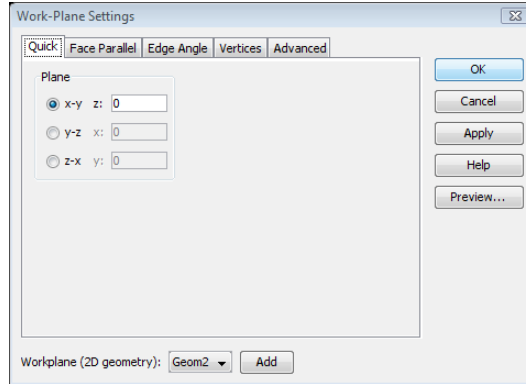 Work-Plane Settings
Quick Face Parallel Edge Angle Vertices Advanced
Plane
x-y z: 0
y-z x: 0
z-x y: 0
OK
Cancel
Apply
Help
Preview...
Workplane (2D geometry): Geom2 Add